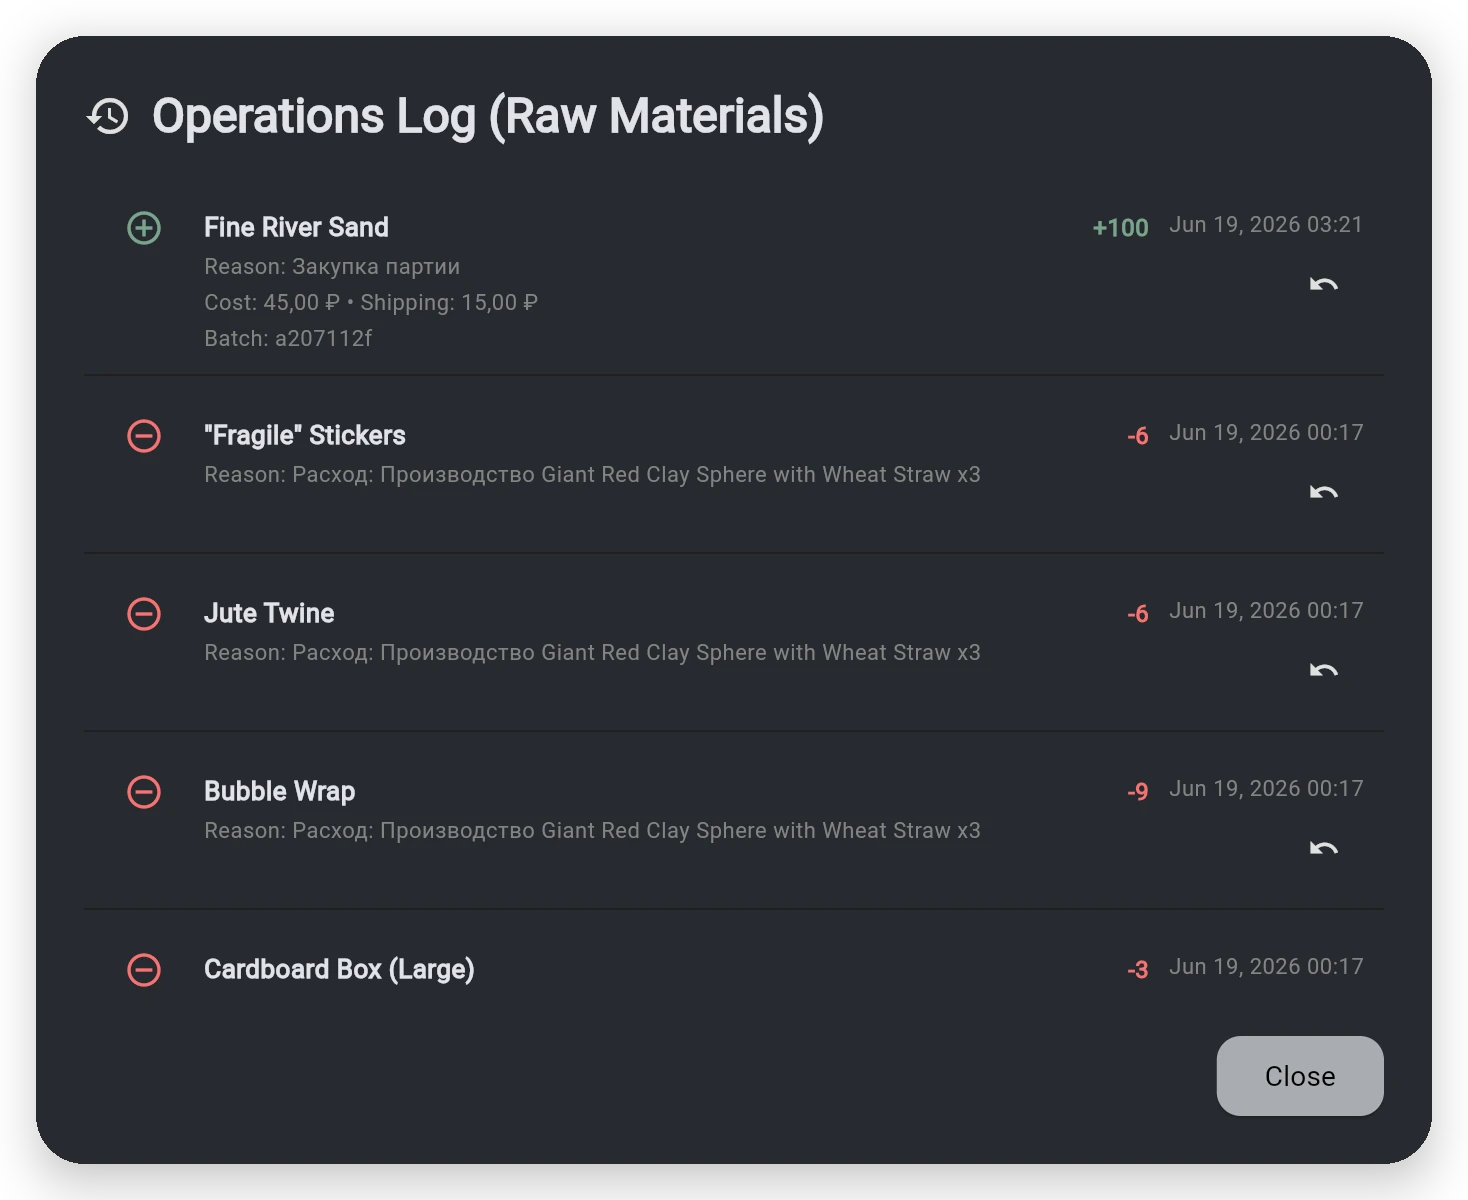 Operations Log (Raw Materials)
Fine River Sand
+100 Jun 19, 2026 03:21
Reason: Закупка партии
Cost: 45,00 ₽ • Shipping: 15,00 ₽
Batch: a207112f
"Fragile" Stickers
-6 Jun 19, 2026 00:17
Reason: Расход: Производство Giant Red Clay Sphere with Wheat Straw x3
Jute Twine
-6 Jun 19, 2026 00:17
Reason: Расход: Производство Giant Red Clay Sphere with Wheat Straw x3
Bubble Wrap
-9 Jun 19, 2026 00:17
Reason: Расход: Производство Giant Red Clay Sphere with Wheat Straw x3
Cardboard Box (Large)
-3 Jun 19, 2026 00:17
Close